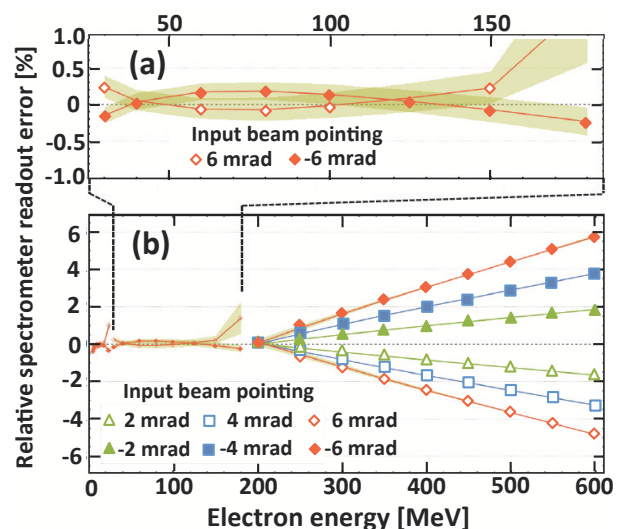 50 100 150
Relative spectrometer readout error [%]
1.0
0.5
0
-0.5
-1.0
(a)
Input beam pointing
6 mrad -6 mrad
6
4
2
0
-2
-4
-6
(b)
Input beam pointing
2 mrad 4 mrad 6 mrad
-2 mrad -4 mrad -6 mrad
0 100 200 300 400 500 600
Electron energy [MeV]